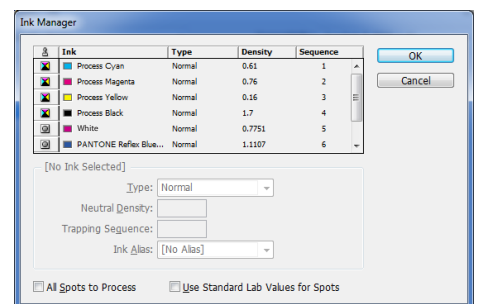 Ink Manager
Ink Type Density Sequence
Process Cyan Normal 0.61 1
Process Magenta Normal 0.76 2
Process Yellow Normal 0.16 3
Process Black Normal 1.7 4
White Normal 0.7751 5
PANTONE Reflex Blue... Normal 1.1107 6
OK
Cancel
[No Ink Selected]
Type: Normal
Neutral Density:
Trapping Sequence:
Ink Alias: [No Alias]
All Spots to Process Use Standard Lab Values for Spots